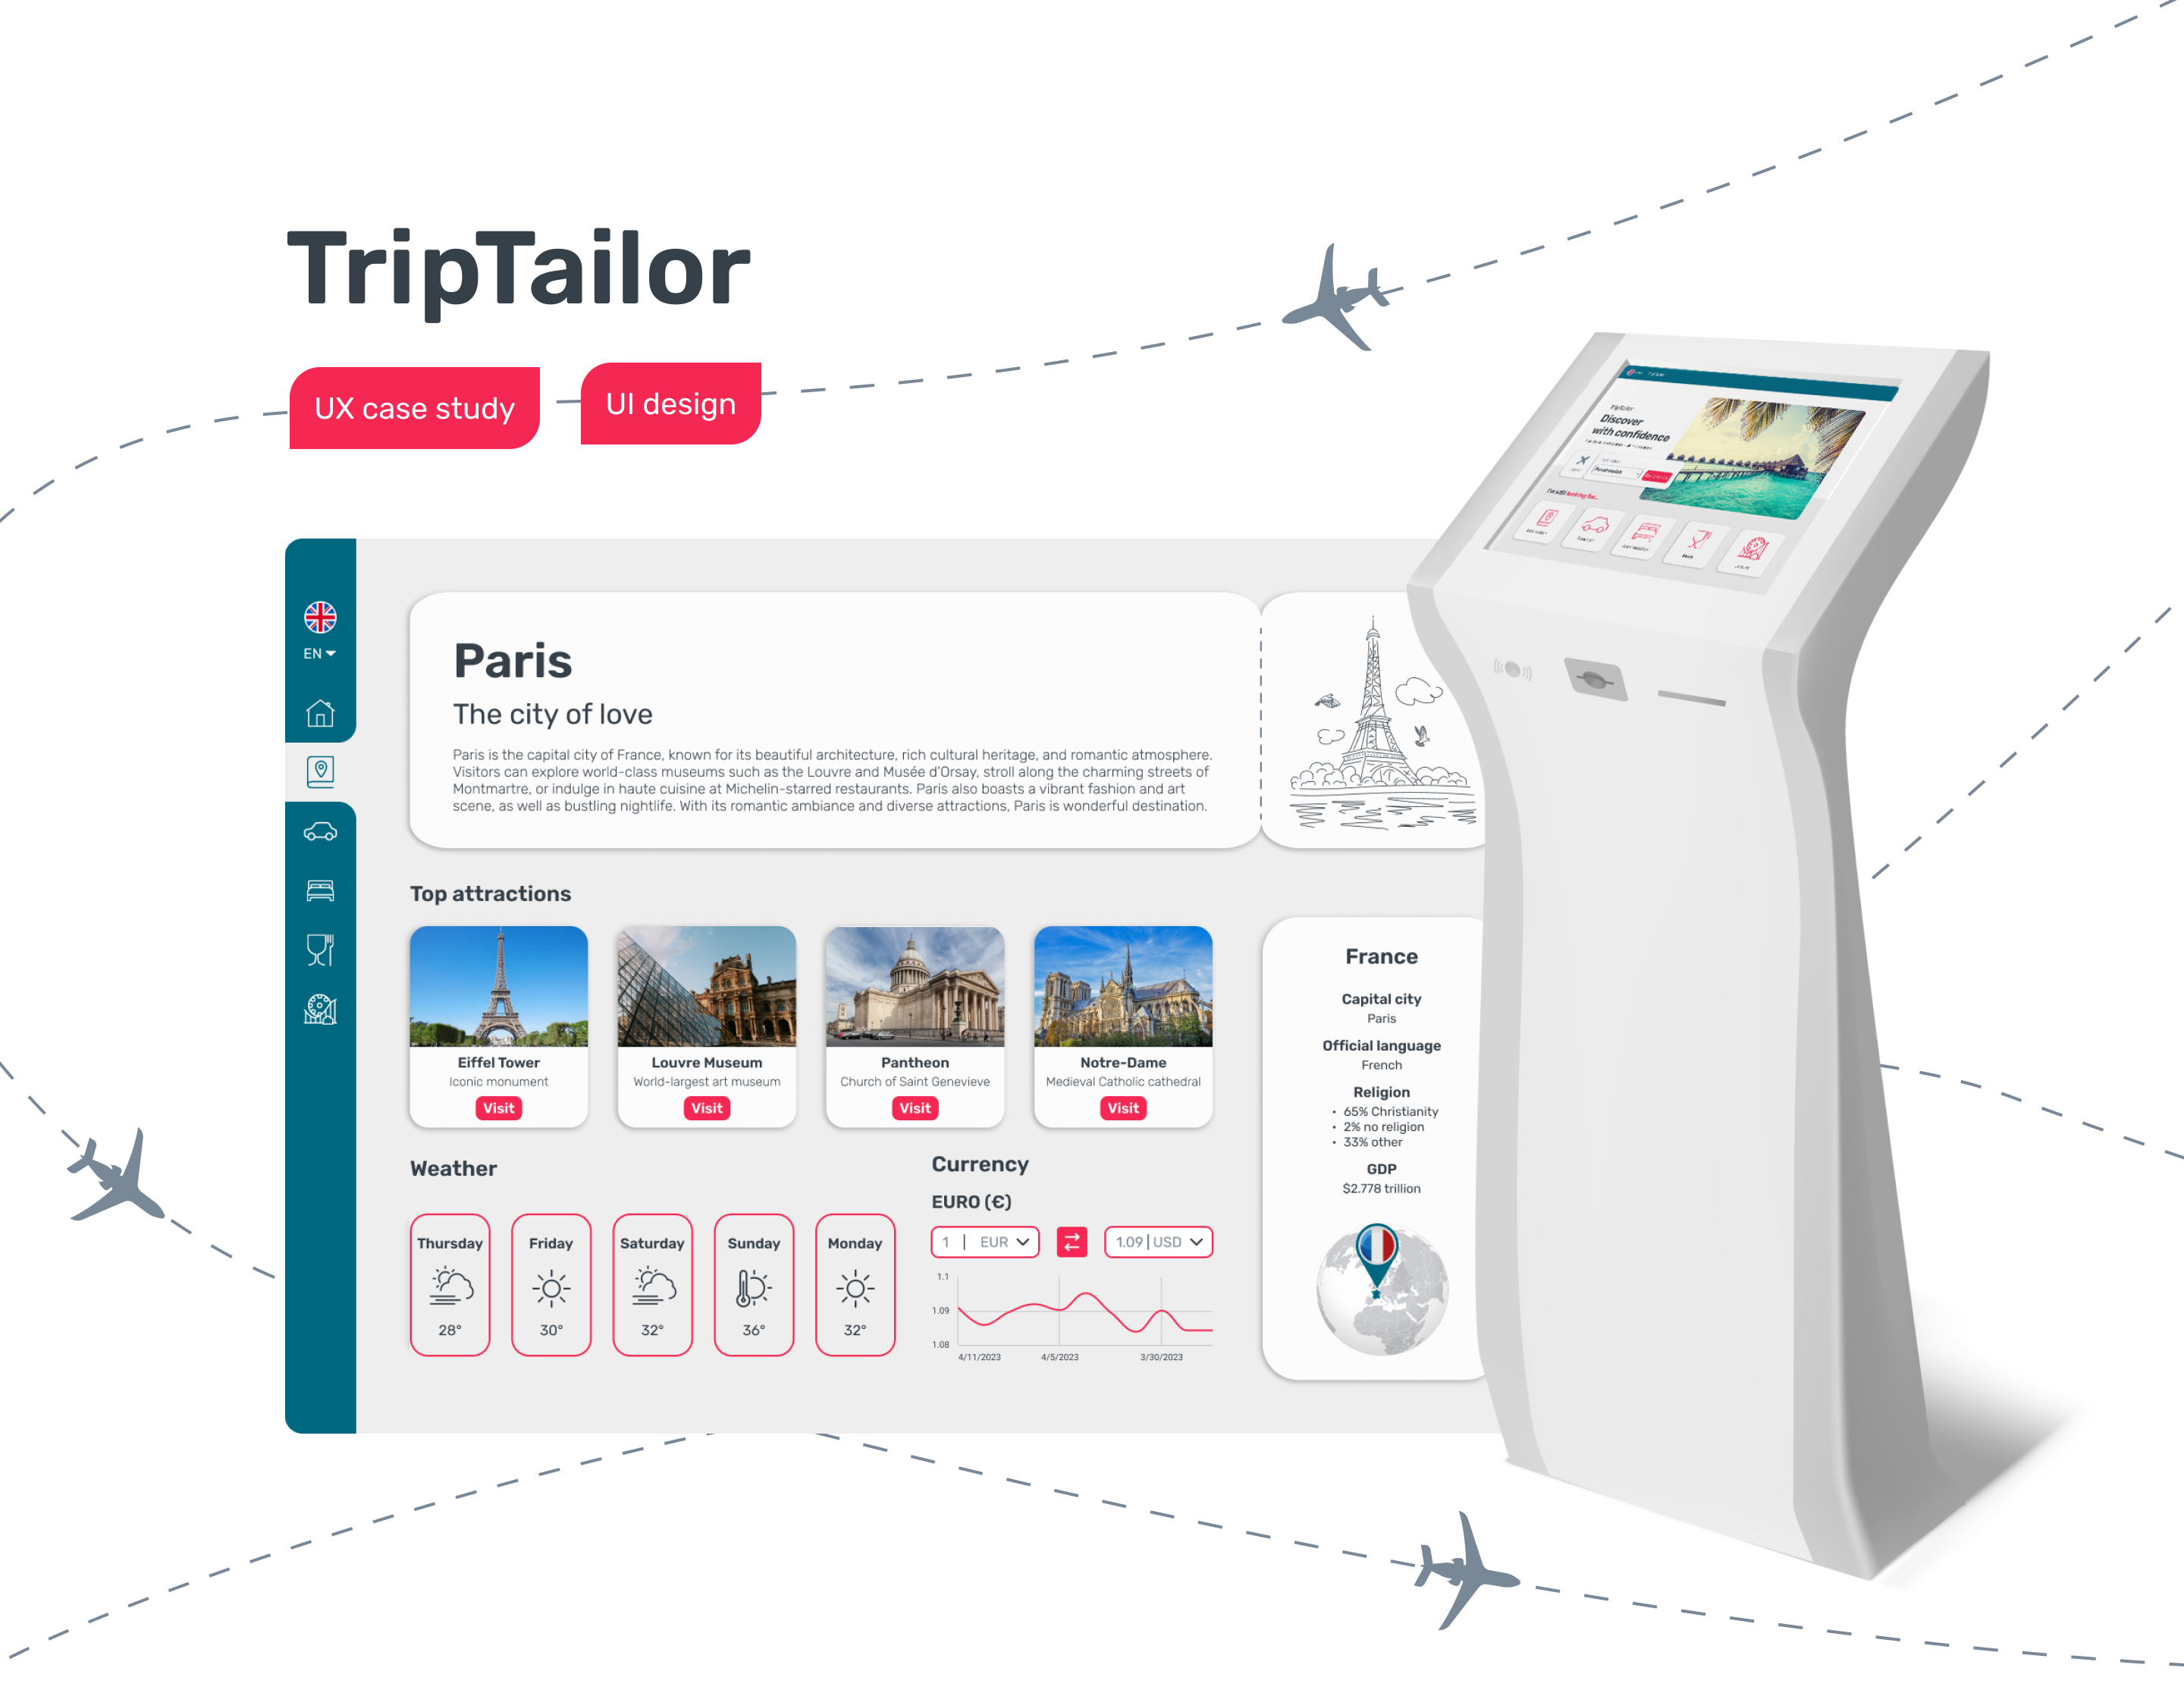 TripTailor
UX case study
UI design
TripTailor
Discover
with confidence
I'm still looking for...
EN
Paris
The city of love
Paris is the capital city of France, known for its beautiful architecture, rich cultural heritage, and romantic atmosphere.
Visitors can explore world-class museums such as the Louvre and Musée d'Orsay, stroll along the charming streets of
Montmartre, or indulge in haute cuisine at Michelin-starred restaurants. Paris also boasts a vibrant fashion and art
scene, as well as bustling nightlife. With its romantic ambiance and diverse attractions, Paris is wonderful destination.
Top attractions
Eiffel Tower
Iconic monument
Visit
Louvre Museum
World-largest art museum
Visit
Pantheon
Church of Saint Genevieve
Visit
Notre-Dame
Medieval Catholic cathedral
Visit
Weather
Thursday
28°
Friday
30°
Saturday
32°
Sunday
36°
Monday
32°
Currency
EURO (€)
1 | EUR
1.09 | USD
1.1
1.09
1.08
4/11/2023
4/5/2023
3/30/2023
France
Capital city
Paris
Official language
French
Religion
• 65% Christianity
• 2% no religion
• 33% other
GDP
$2.778 trillion